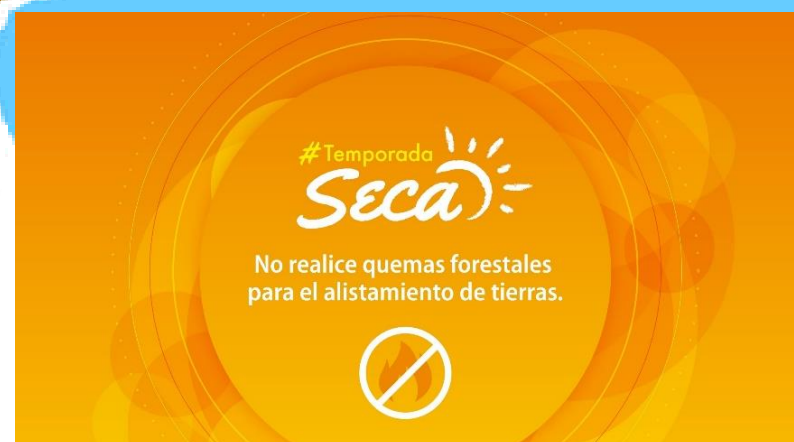 #Temporada
Seca
No realice quemas forestales
para el alistamiento de tierras.